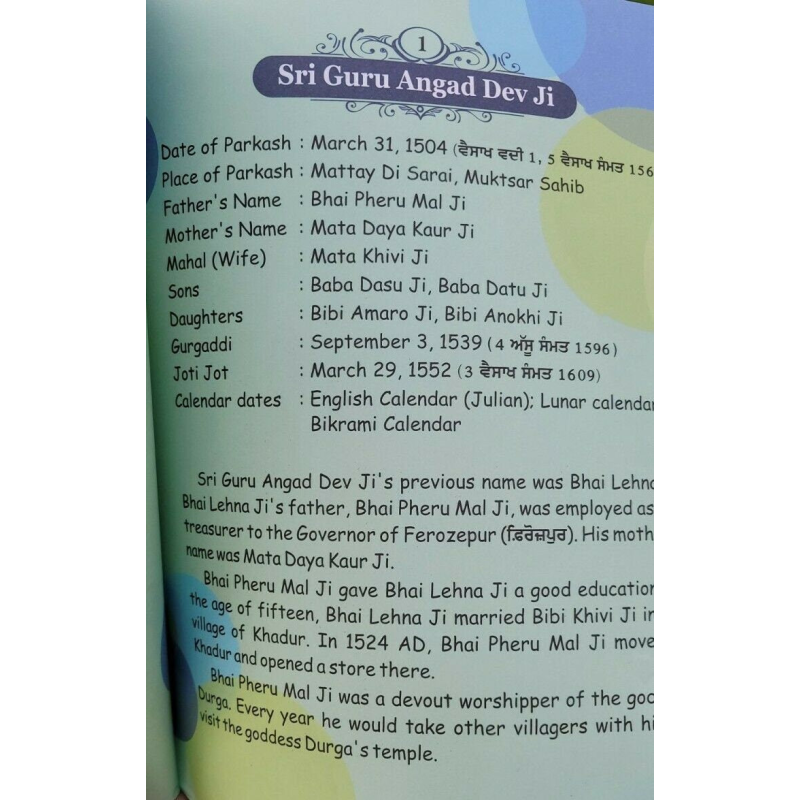 1
Sri Guru Angad Dev Ji
Date of Parkash : March 31, 1504 (ਵੈਸਾਖ ਵਦੀ 1, 5 ਵੈਸਾਖ ਸੰਮਤ 156
Place of Parkash : Mattay Di Sarai, Muktsar Sahib
Father's Name : Bhai Pheru Mal Ji
Mother's Name : Mata Daya Kaur Ji
Mahal (Wife) : Mata Khivi Ji
Sons : Baba Dasu Ji, Baba Datu Ji
Daughters : Bibi Amaro Ji, Bibi Anokhi Ji
Gurgaddi : September 3, 1539 (4 ਅੱਸੂ ਸੰਮਤ 1596)
Joti Jot : March 29, 1552 (3 ਵੈਸਾਖ ਸੰਮਤ 1609)
Calendar dates : English Calendar (Julian); Lunar calendar
Bikrami Calendar
Sri Guru Angad Dev Ji's previous name was Bhai Lehna
Bhai Lehna Ji's father, Bhai Pheru Mal Ji, was employed as
treasurer to the Governor of Ferozepur (ਫ਼ਿਰੋਜ਼ਪੁਰ). His moth
name was Mata Daya Kaur Ji.
Bhai Pheru Mal Ji gave Bhai Lehna Ji a good education
the age of fifteen, Bhai Lehna Ji married Bibi Khivi Ji in
village of Khadur. In 1524 AD, Bhai Pheru Mal Ji move
Khadur and opened a store there.
Bhai Pheru Mal Ji was a devout worshipper of the god
Durga. Every year he would take other villagers with hi
visit the goddess Durga's temple.